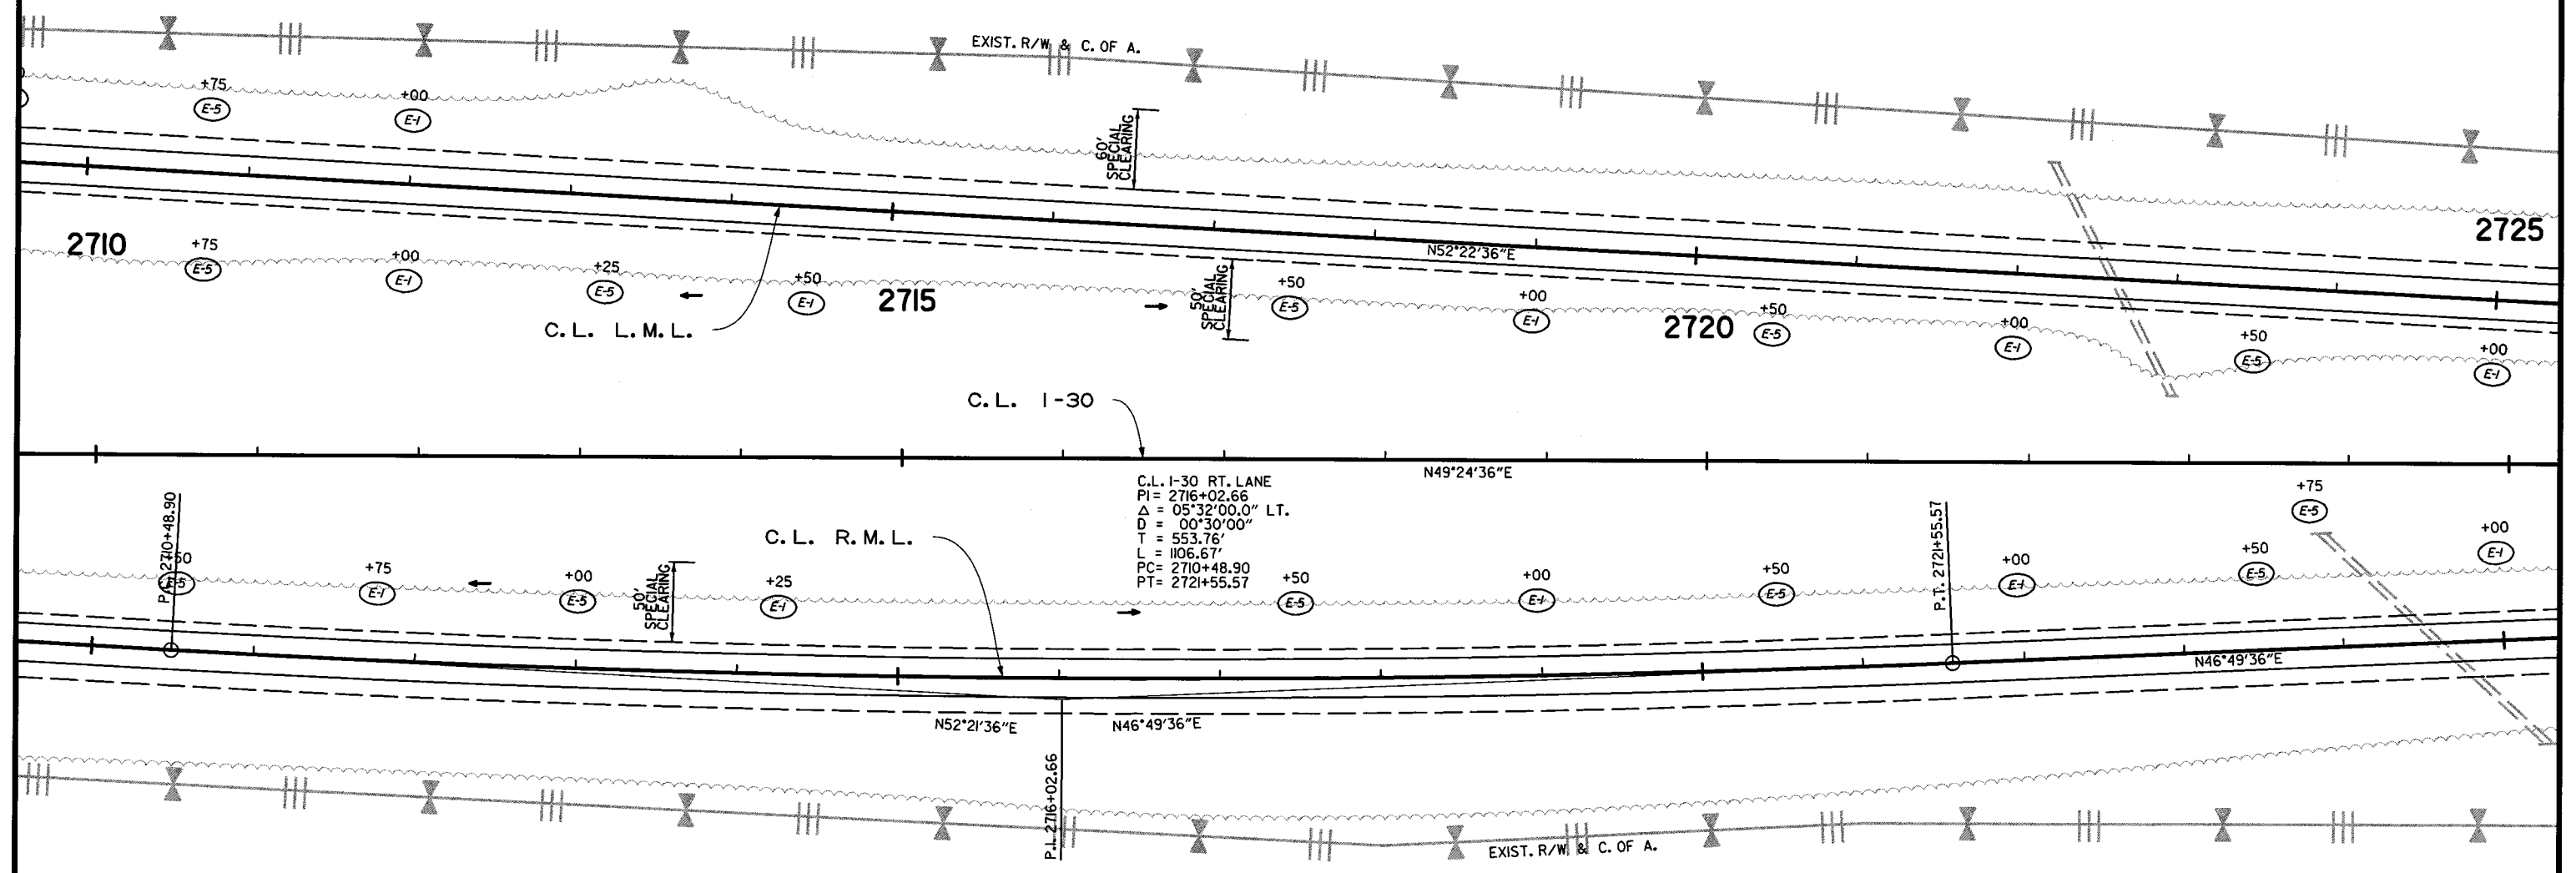 EXIST. R/W & C. OF A.
+75
E-5
+00
E-1
60'
SPECIAL
CLEARING
2710
+75
E-5
+00
E-1
+25
E-5
+50
E-1
2715
50'
SPECIAL
CLEARING
+50
E-5
N52°22'36"E
+00
E-1
2720
+50
E-5
+00
E-1
+50
E-5
2725
+00
E-1
C.L. L.M.L.
C.L. I-30
N49°24'36"E
C.L. I-30 RT. LANE
PI= 2716+02.66
Δ = 05°32'00.0" LT.
D = 00°30'00"
T = 553.76'
L = 1106.67'
PC= 2710+48.90
PT= 2721+55.57
C.L. R.M.L.
P.C. 2710+48.90
+50
E-5
+75
E-1
+00
E-5
50'
SPECIAL
CLEARING
+25
E-1
+50
E-5
+00
E-1
+50
E-5
P.T. 2721+55.57
+00
E-1
+50
E-5
+75
E-5
+00
E-1
N46°49'36"E
N52°21'36"E
N46°49'36"E
P.I. 2716+02.66
EXIST. R/W & C. OF A.